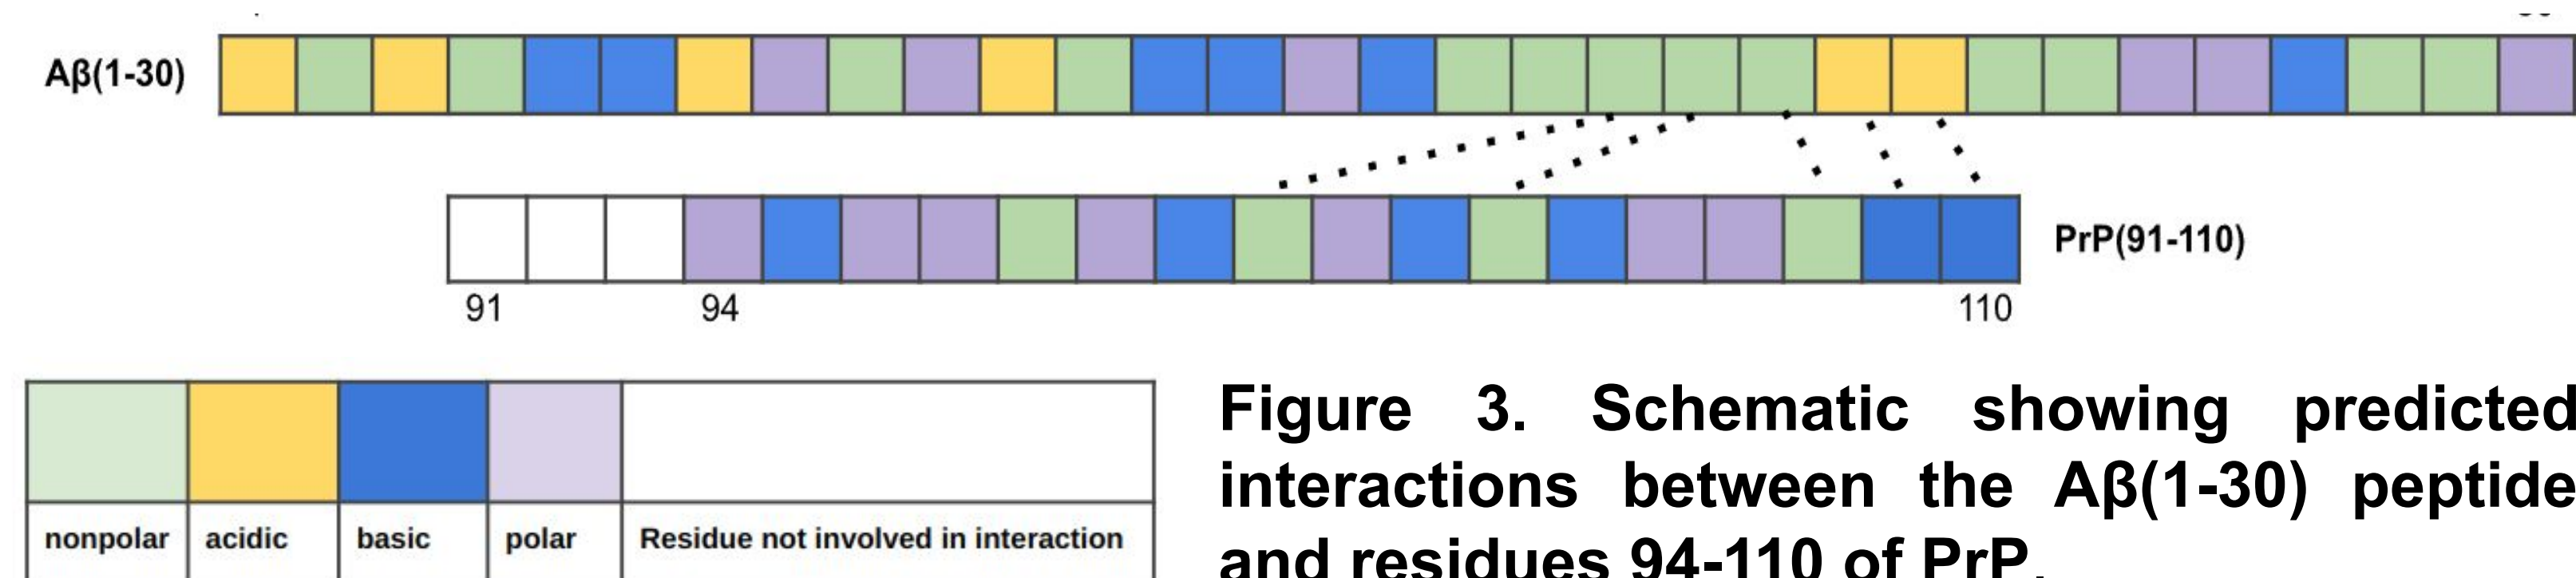 Aβ(1-30)
PrP(91-110)
91
94
110
nonpolar
acidic
basic
polar
Residue not involved in interaction
Figure 3. Schematic showing predicted
interactions between the Aβ(1-30) peptide
and residues 94-110 of PrP.